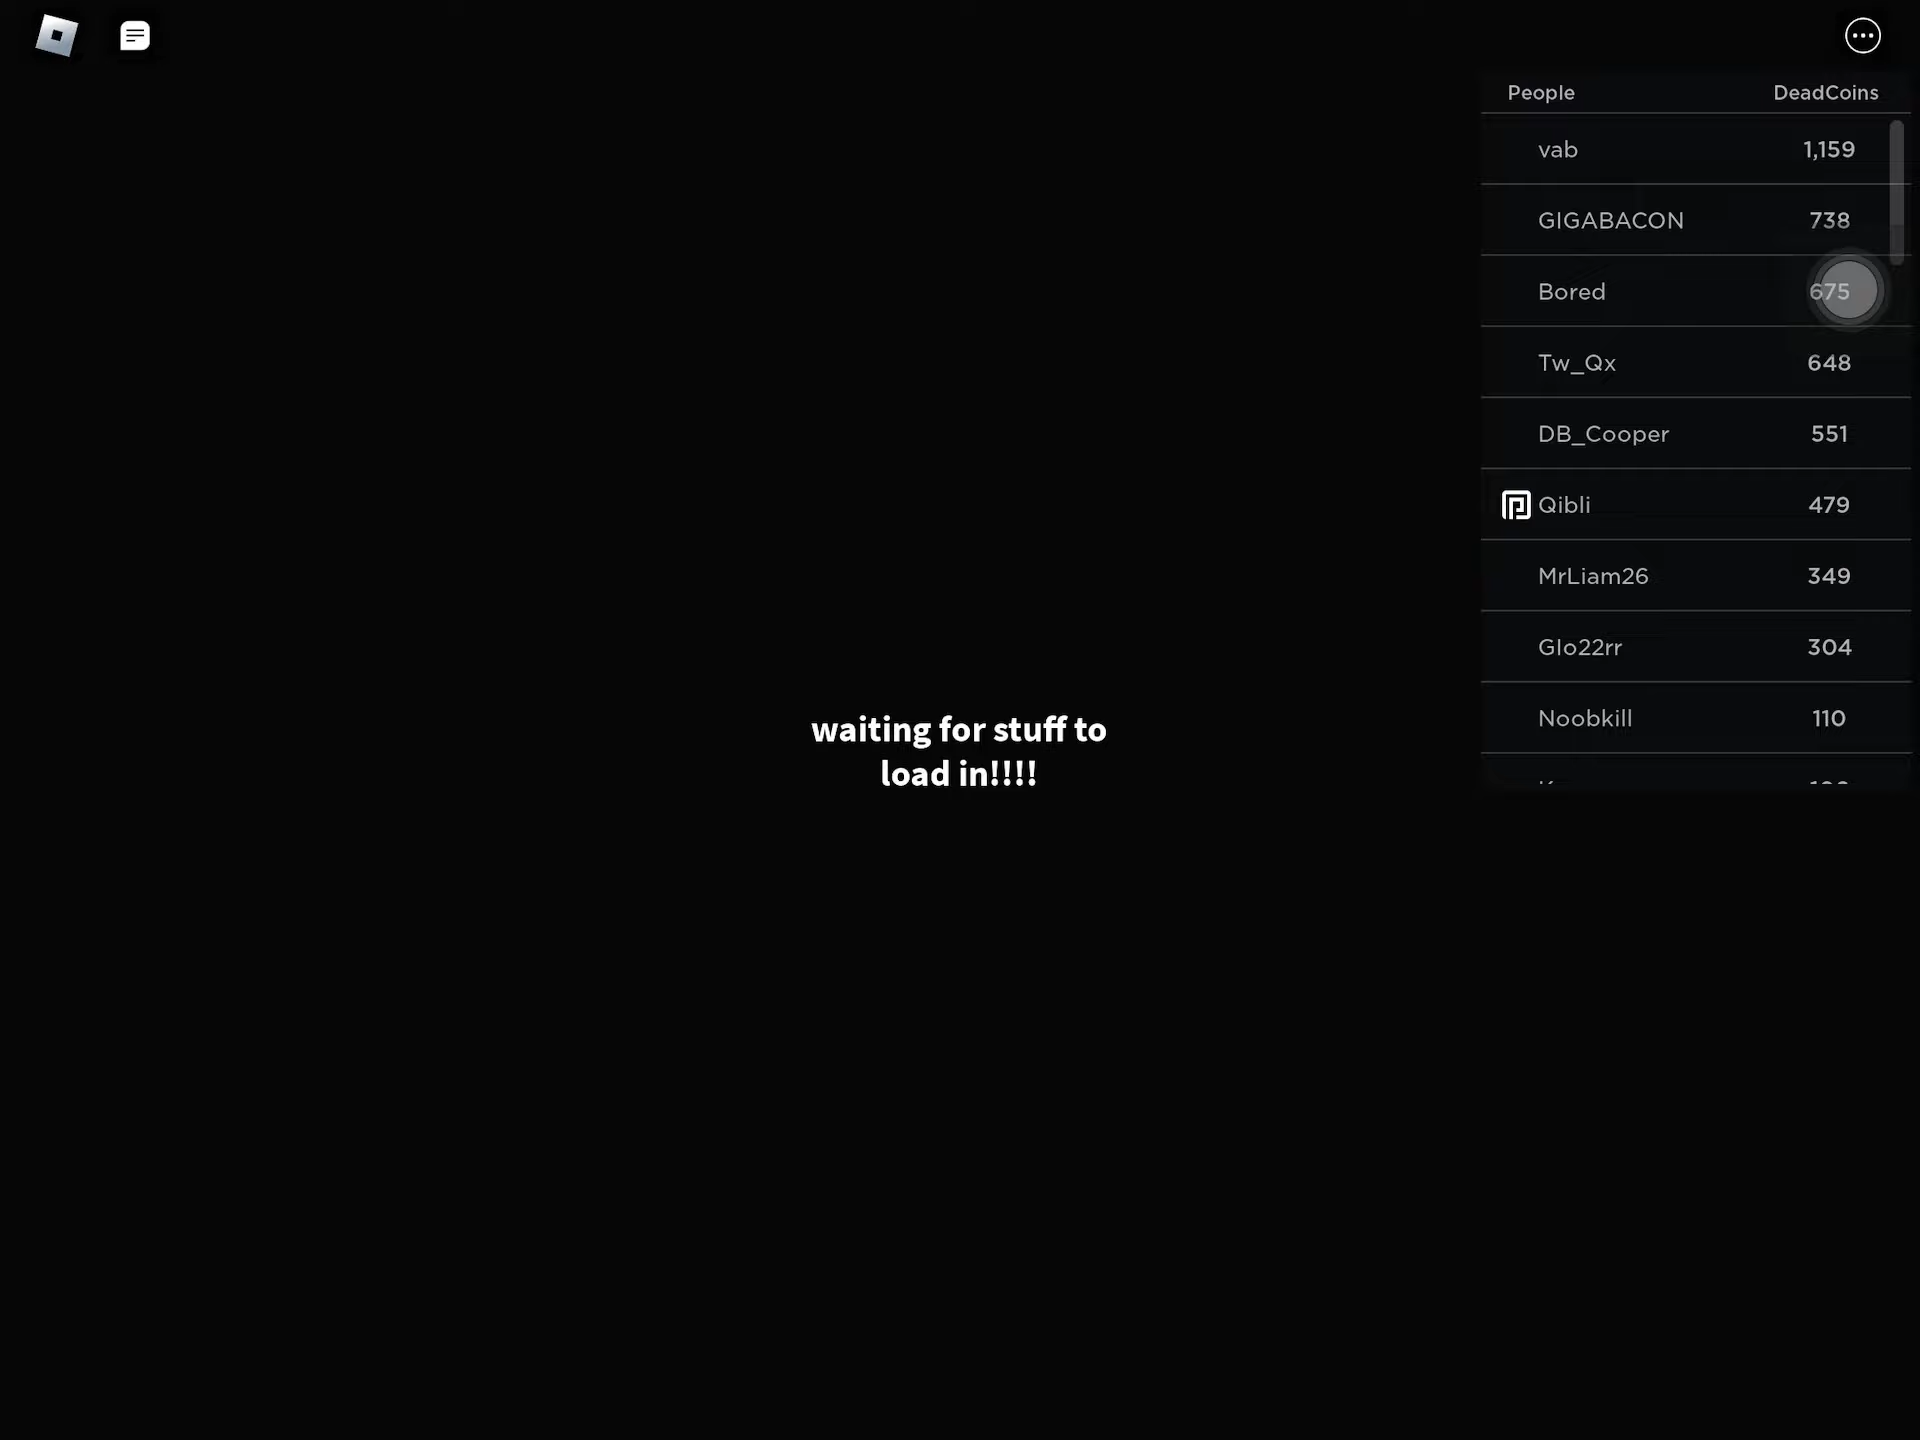 People DeadCoins
vab 1,159
GIGABACON 738
Bored 675
Tw_Qx 648
DB_Cooper 551
Qibli 479
MrLiam26 349
Glo22rr 304
Noobkill 110
waiting for stuff to
load in!!!!